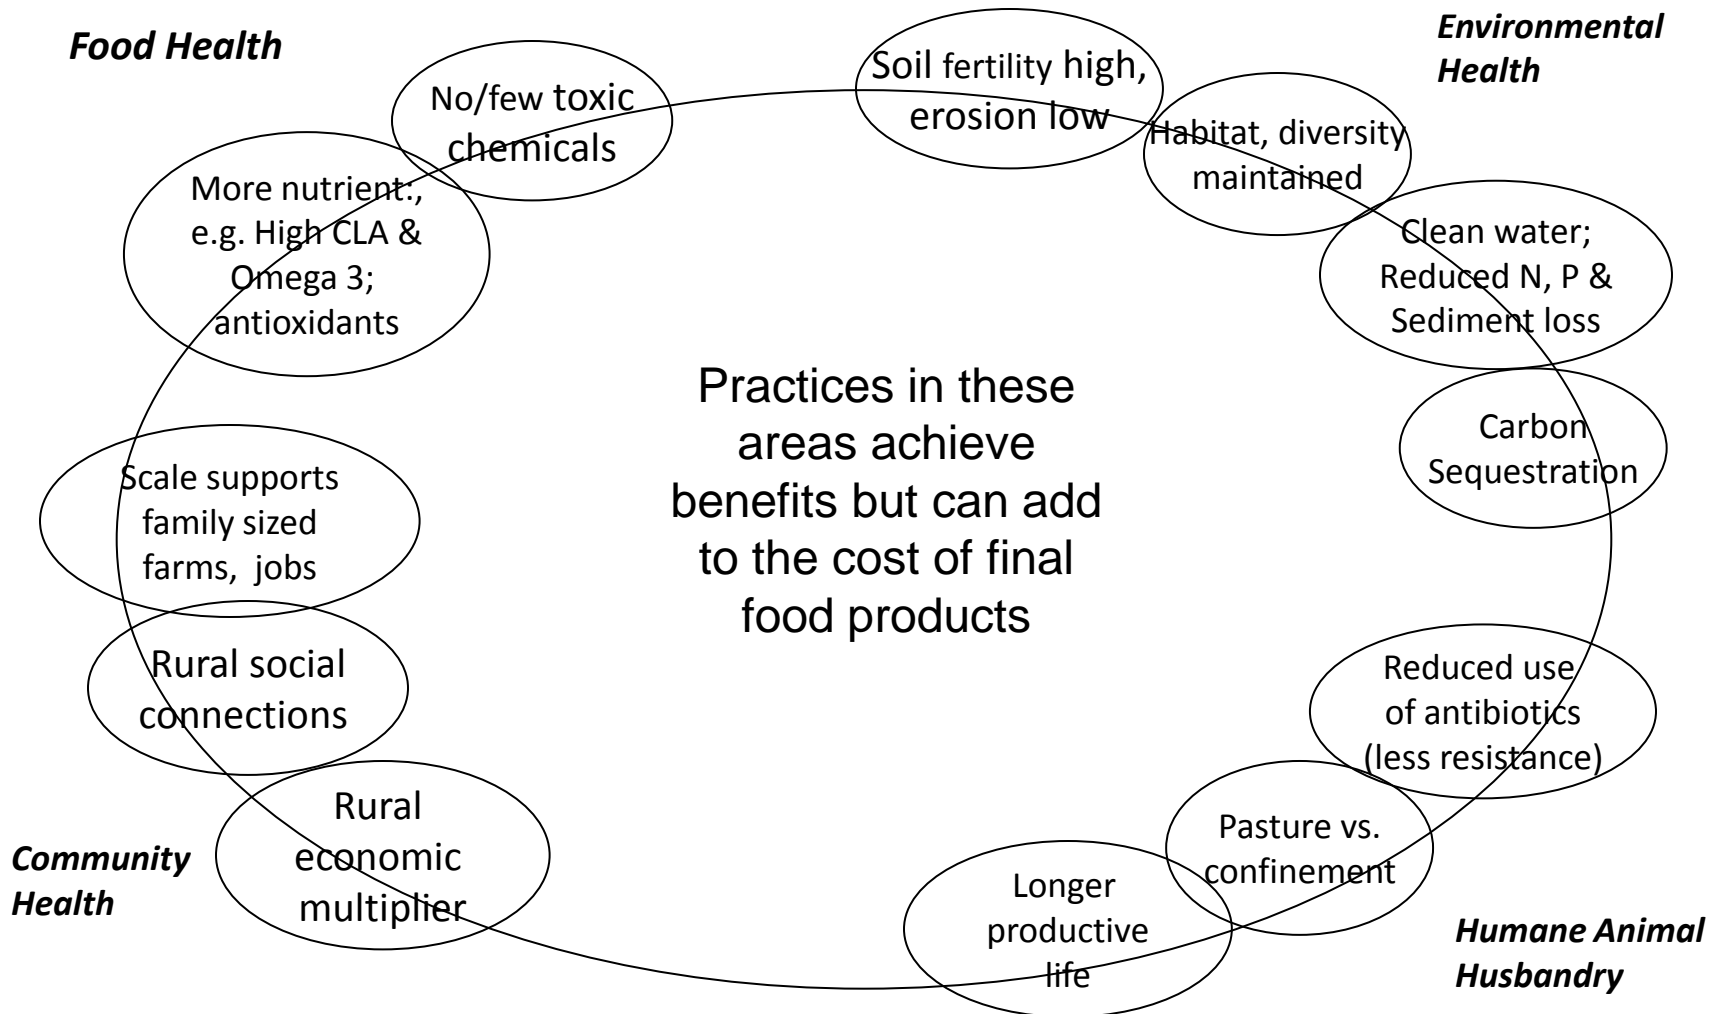 Food Health
No/few toxic
chemicals
More nutrient:,
e.g. High CLA &
Omega 3;
antioxidants
Soil fertility high,
erosion low
Environmental
Health
Habitat, diversity
maintained
Clean water;
Reduced N, P &
Sediment loss
Carbon
Sequestration
Practices in these
areas achieve
benefits but can add
to the cost of final
food products
Scale supports
family sized
farms, jobs
Rural social
connections
Rural
economic
multiplier
Community
Health
Reduced use
of antibiotics
(less resistance)
Pasture vs.
confinement
Longer
productive
life
Humane Animal
Husbandry